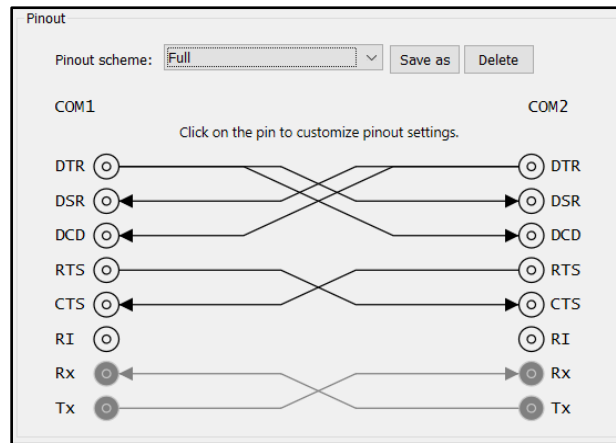 Pinout
Pinout scheme: Full Save as Delete
COM1 COM2
Click on the pin to customize pinout settings.
DTR DTR
DSR DSR
DCD DCD
RTS RTS
CTS CTS
RI RI
Rx Rx
Tx Tx